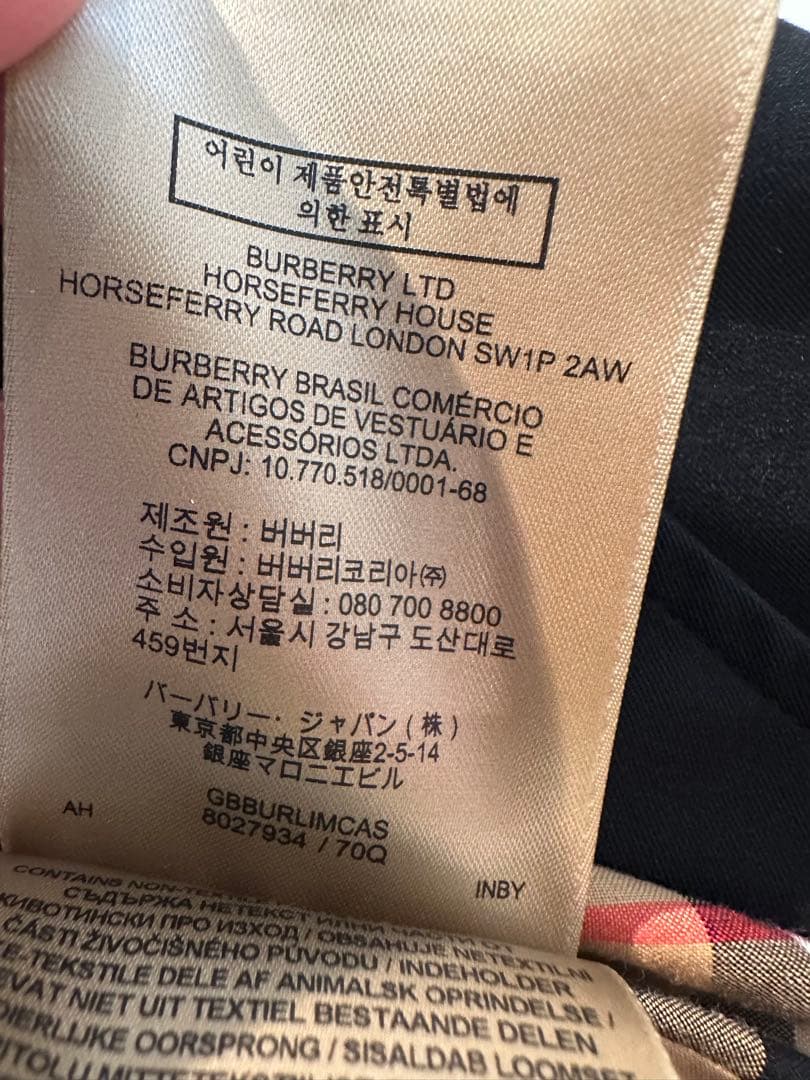 어린이 제품안전특별법에
의한 표시
BURBERRY LTD
HORSEFERRY HOUSE
HORSEFERRY ROAD LONDON SW1P 2AW
BURBERRY BRASIL COMÉRCIO
DE ARTIGOS DE VESTUÁRIO E
ACESSÓRIOS LTDA.
CNPJ: 10.770.518/0001-68
제조원 : 버버리
수입원 : 버버리코리아㈜
소비자상담실 : 080 700 8800
주 소 : 서울시 강남구 도산대로
459번지
バーバリー・ジャパン(株)
東京都中央区銀座2-5-14
銀座マロニエビル
AH
GBBURLIMCAS
8027934 / 70Q
INBY
CONTAINS
СЪДЪРЖА НЕТЕКСТ
ЖИВОТИНСКИ ПРО ИЗХОД / OBSAHUJE NETEXTILNI
ČÁSTI ŽIVOČIŠNÉHO PŮVODU / INDEHOLDER
E-TEKSTILE DELE AF ANIMALSK OPRINDELSE /
EVAT NIET UIT TEXTIEL BESTAANDE DELEN
DIERLIJKE OORSPRONG / SISALDAB LOOMSET